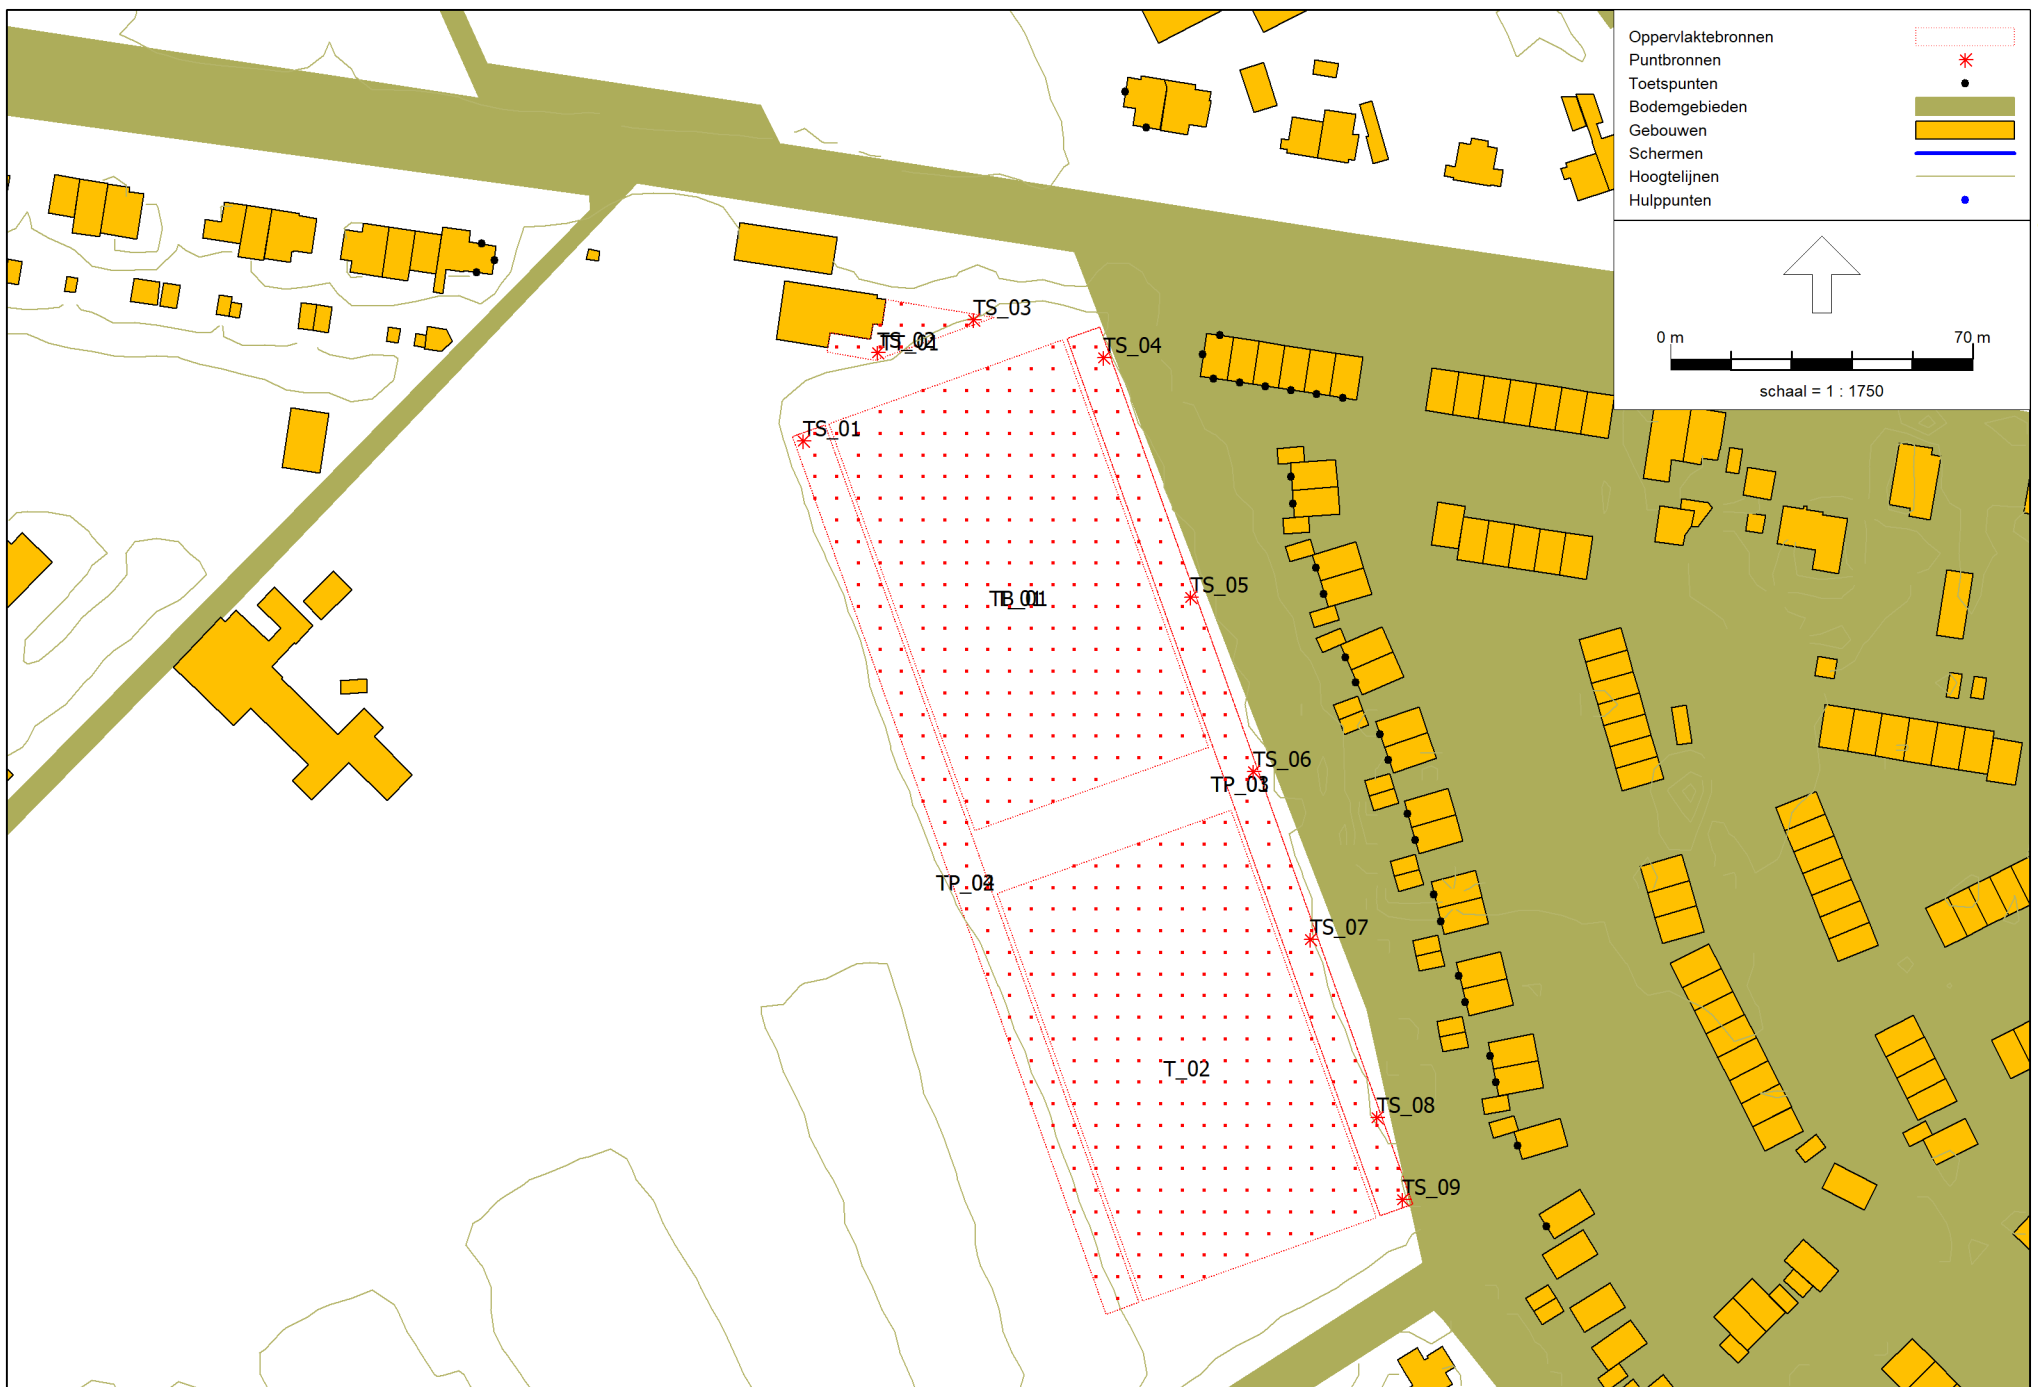 Oppervlaktebronnen
Puntbronnen
Toetspunten
Bodemgebieden
Gebouwen
Schermen
Hoogtelijnen
Hulppunten
0 m 70 m
schaal = 1 : 1750
TS_03
TS_04
TS_01
TS_05
TS_06
TS_07
T_02
TS_08
TS_09